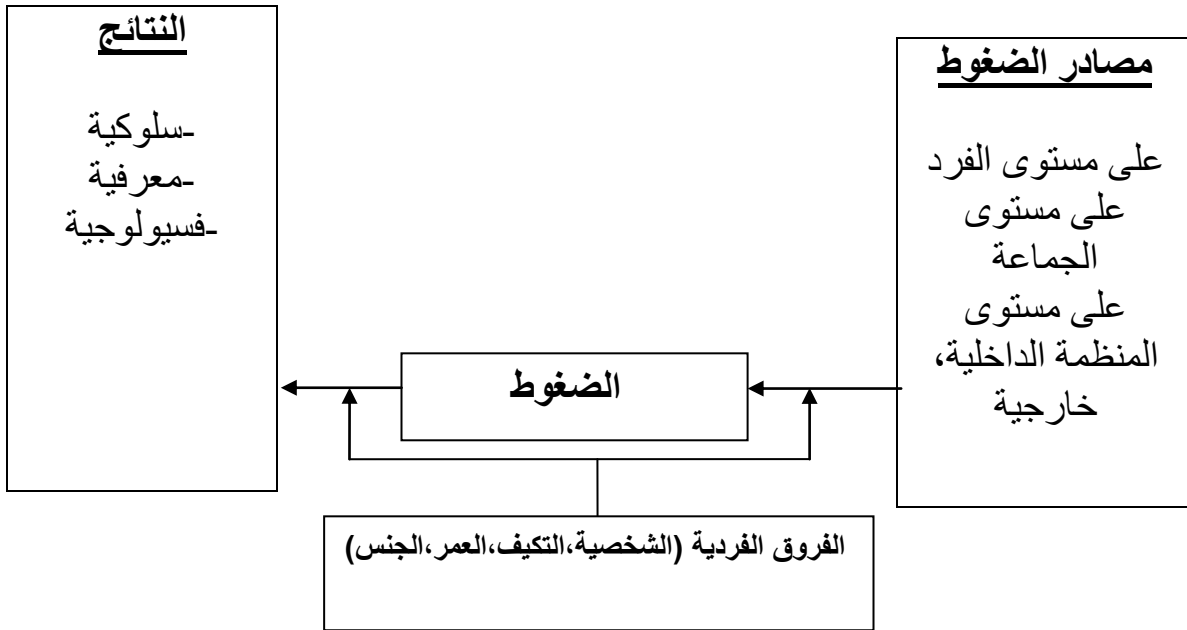 مصادر الضغوط
على مستوى الفرد
على مستوى
الجماعة
على مستوى
المنظمة الداخلية،
خارجية
الضغوط
النتائج
-سلوكية
-معرفية
-فسيولوجية
الفروق الفردية (الشخصية،التكيف،العمر،الجنس)